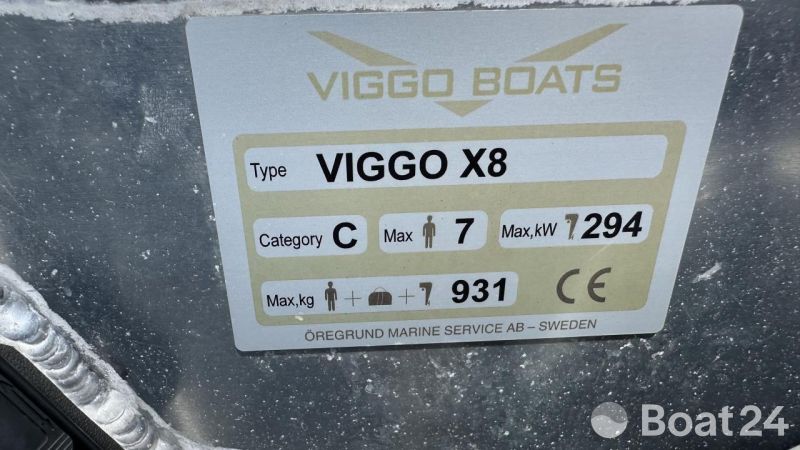 VIGGO BOATS
Type VIGGO X8
Category C Max 7 Max,kW 294
Max,kg + + 931 CE
ÖREGRUND MARINE SERVICE AB – SWEDEN
Boat24